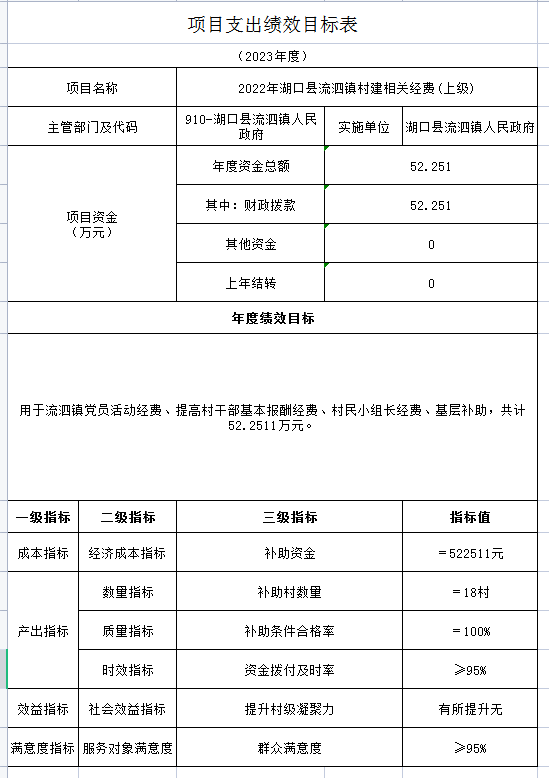 项目支出绩效目标表
（2023年度）
项目名称 2022年湖口县流泗镇村建相关经费(上级)
主管部门及代码 910-湖口县流泗镇人民政府 实施单位 湖口县流泗镇人民政府
项目资金
（万元）
年度资金总额 52.251
其中：财政拨款 52.251
其他资金 0
上年结转 0
年度绩效目标
用于流泗镇党员活动经费、提高村干部基本报酬经费、村民小组长经费、基层补助，共计
52.2511万元。
一级指标 二级指标 三级指标 指标值
成本指标 经济成本指标 补助资金 ＝522511元
产出指标 数量指标 补助村数量 ＝18村
质量指标 补助条件合格率 ＝100%
时效指标 资金拨付及时率 ≥95%
效益指标 社会效益指标 提升村级凝聚力 有所提升无
满意度指标 服务对象满意度 群众满意度 ≥95%